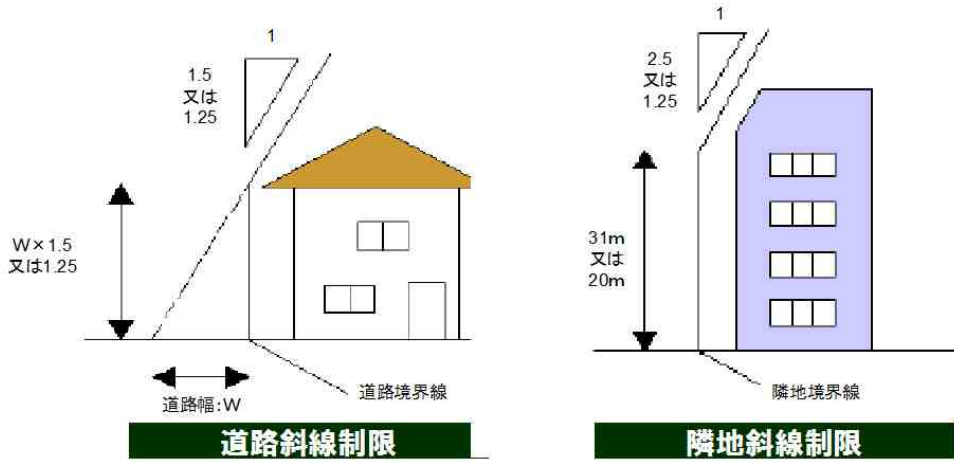 1
1.5
又は
1.25
W×1.5
又は1.25
道路幅:W
道路境界線
道路斜線制限
1
2.5
又は
1.25
31m
又は
20m
隣地境界線
隣地斜線制限